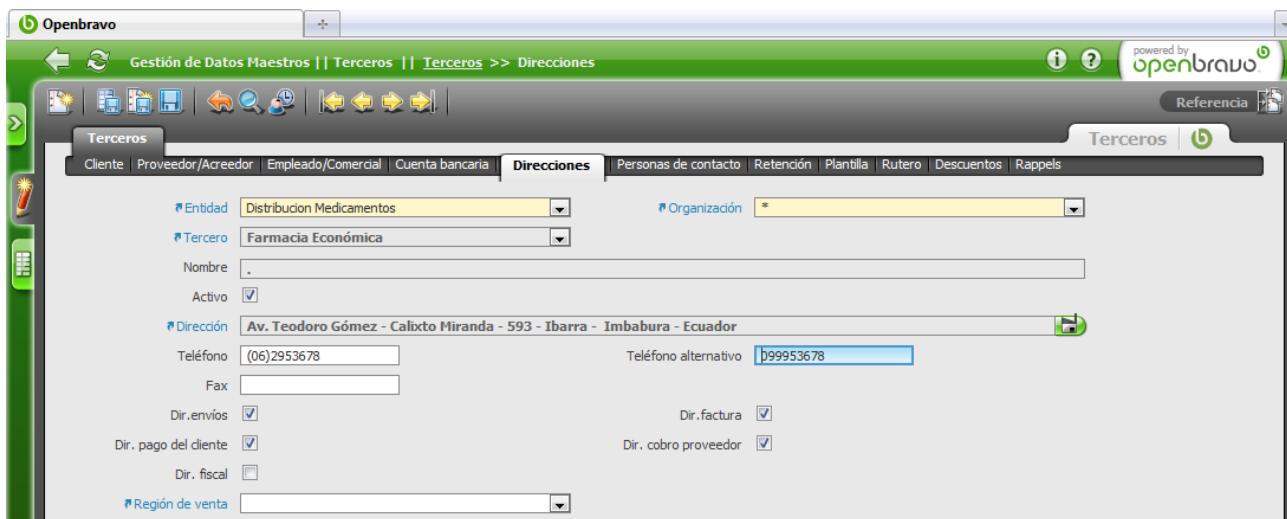 Openbravo
Gestión de Datos Maestros || Terceros || Terceros >> Direcciones
powered by openbravo
Referencia
Terceros
Terceros
Cliente | Proveedor/Acreedor | Empleado/Comercial | Cuenta bancaria | Direcciones | Personas de contacto | Retención | Plantilla | Rutero | Descuentos | Rappels
Entidad Distribucion Medicamentos Organización *
Tercero Farmacia Económica
Nombre .
Activo
Dirección Av. Teodoro Gómez - Calixto Miranda - 593 - Ibarra - Imbabura - Ecuador
Teléfono (06)2953678 Teléfono alternativo 099953678
Fax
Dir.envíos Dir.factura
Dir. pago del cliente Dir. cobro proveedor
Dir. fiscal
Región de venta